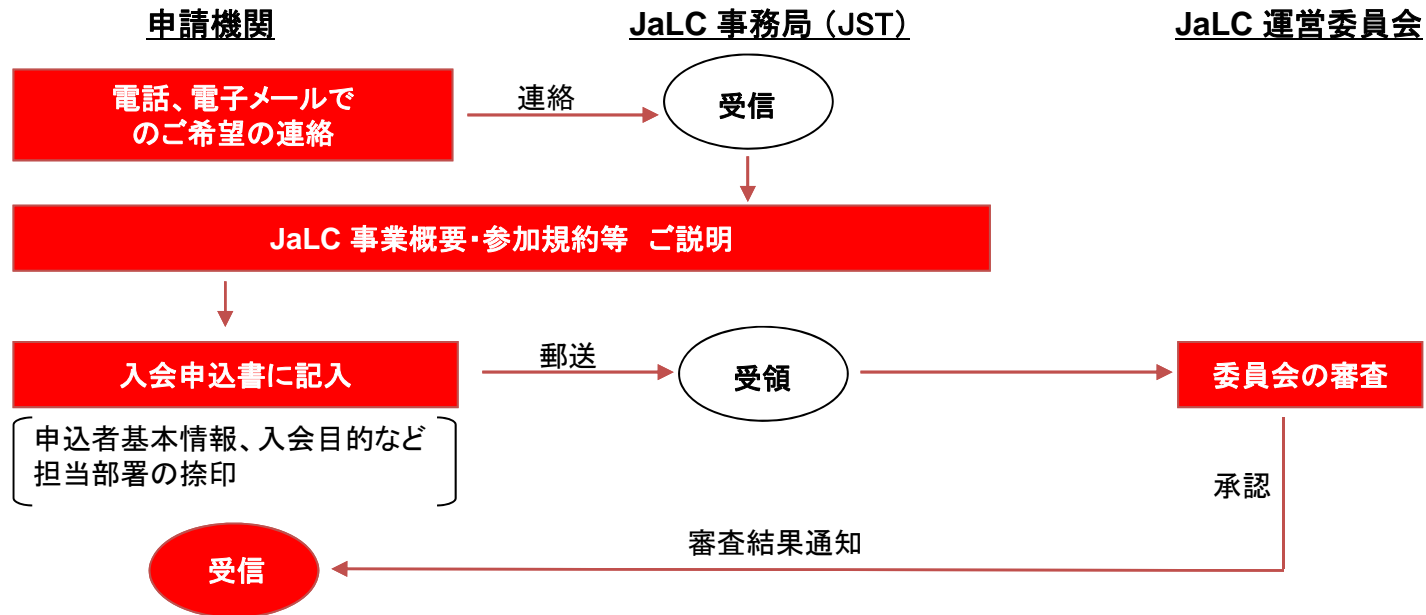 申請機関
JaLC 事務局（JST）
JaLC 運営委員会
電話、電子メールで
のご希望の連絡
連絡
受信
JaLC 事業概要・参加規約等　ご説明
入会申込書に記入
郵送
受領
委員会の審査
申込者基本情報、入会目的など
担当部署の捺印
承認
審査結果通知
受信